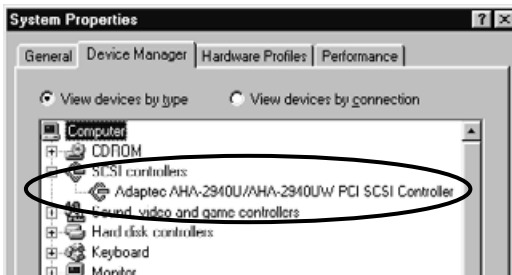 System Properties
General Device Manager Hardware Profiles Performance
View devices by type View devices by connection
Computer
CDROM
SCSI controllers
Adaptec AHA-2940U/AHA-2940UW PCI SCSI Controller
Sound, video and game controllers
Hard disk controllers
Keyboard
Monitor